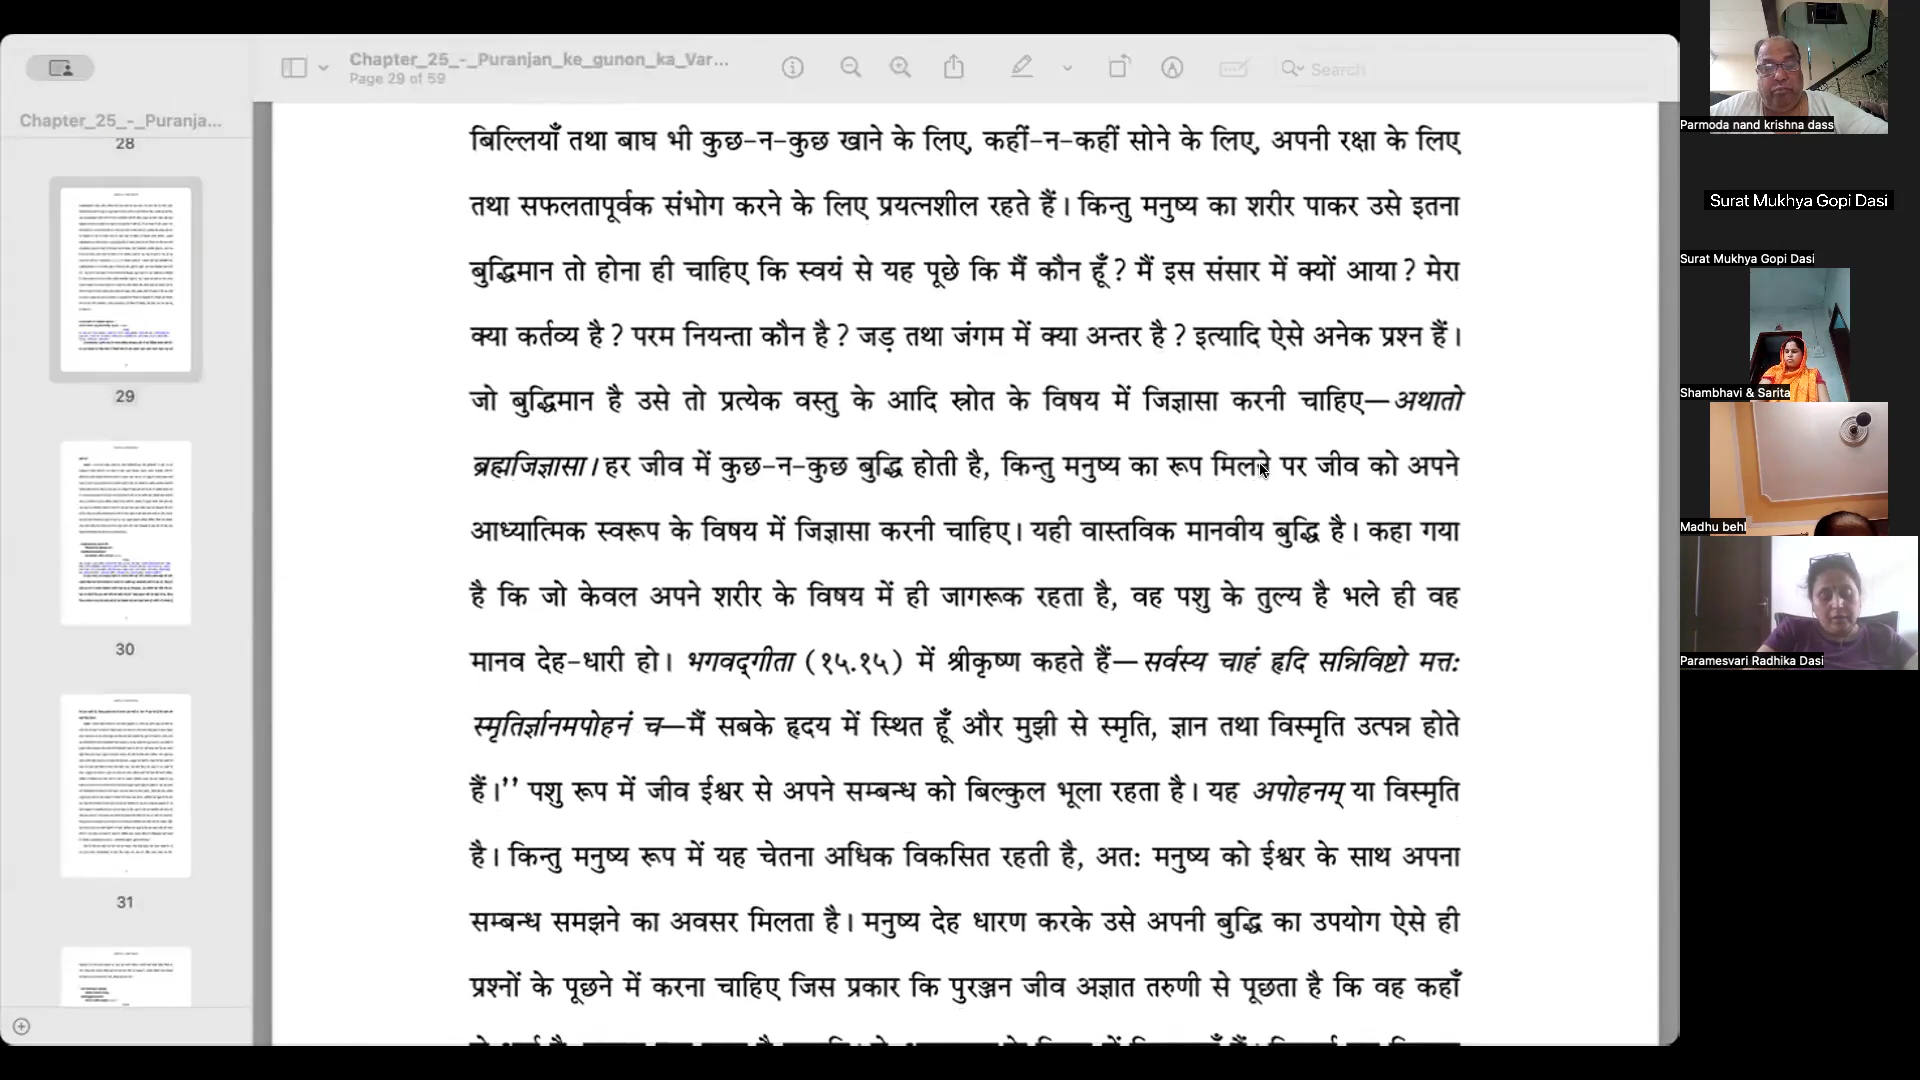 Chapter_25_-_Puranjan_ke_gunon_ka_Var...
Page 29 of 59
Search
Chapter_25_-_Puranja...
28
29
30
31
बिल्लियाँ तथा बाघ भी कुछ-न-कुछ खाने के लिए, कहीं-न-कहीं सोने के लिए, अपनी रक्षा के लिए
तथा सफलतापूर्वक संभोग करने के लिए प्रयत्नशील रहते हैं। किन्तु मनुष्य का शरीर पाकर उसे इतना
बुद्धिमान तो होना ही चाहिए कि स्वयं से यह पूछे कि मैं कौन हूँ? मैं इस संसार में क्यों आया? मेरा
क्या कर्तव्य है? परम नियन्ता कौन है? जड़ तथा जंगम में क्या अन्तर है? इत्यादि ऐसे अनेक प्रश्न हैं।
जो बुद्धिमान है उसे तो प्रत्येक वस्तु के आदि स्रोत के विषय में जिज्ञासा करनी चाहिए—अथातो
ब्रह्मजिज्ञासा। हर जीव में कुछ-न-कुछ बुद्धि होती है, किन्तु मनुष्य का रूप मिलने पर जीव को अपने
आध्यात्मिक स्वरूप के विषय में जिज्ञासा करनी चाहिए। यही वास्तविक मानवीय बुद्धि है। कहा गया
है कि जो केवल अपने शरीर के विषय में ही जागरूक रहता है, वह पशु के तुल्य है भले ही वह
मानव देह-धारी हो। भगवद्‌गीता (१५.१५) में श्रीकृष्ण कहते हैं—सर्वस्य चाहं हृदि सन्निविष्टो मत्तः
स्मृतिर्ज्ञानमपोहनं च—मैं सबके हृदय में स्थित हूँ और मुझी से स्मृति, ज्ञान तथा विस्मृति उत्पन्न होते
हैं।’’ पशु रूप में जीव ईश्वर से अपने सम्बन्ध को बिल्कुल भूला रहता है। यह अपोहनम् या विस्मृति
है। किन्तु मनुष्य रूप में यह चेतना अधिक विकसित रहती है, अतः मनुष्य को ईश्वर के साथ अपना
सम्बन्ध समझने का अवसर मिलता है। मनुष्य देह धारण करके उसे अपनी बुद्धि का उपयोग ऐसे ही
प्रश्नों के पूछने में करना चाहिए जिस प्रकार कि पुरञ्जन जीव अज्ञात तरुणी से पूछता है कि वह कहाँ
Parmoda nand krishna dass
Surat Mukhya Gopi Dasi
Surat Mukhya Gopi Dasi
Shambhavi & Sarita
Madhu behl
Paramesvari Radhika Dasi